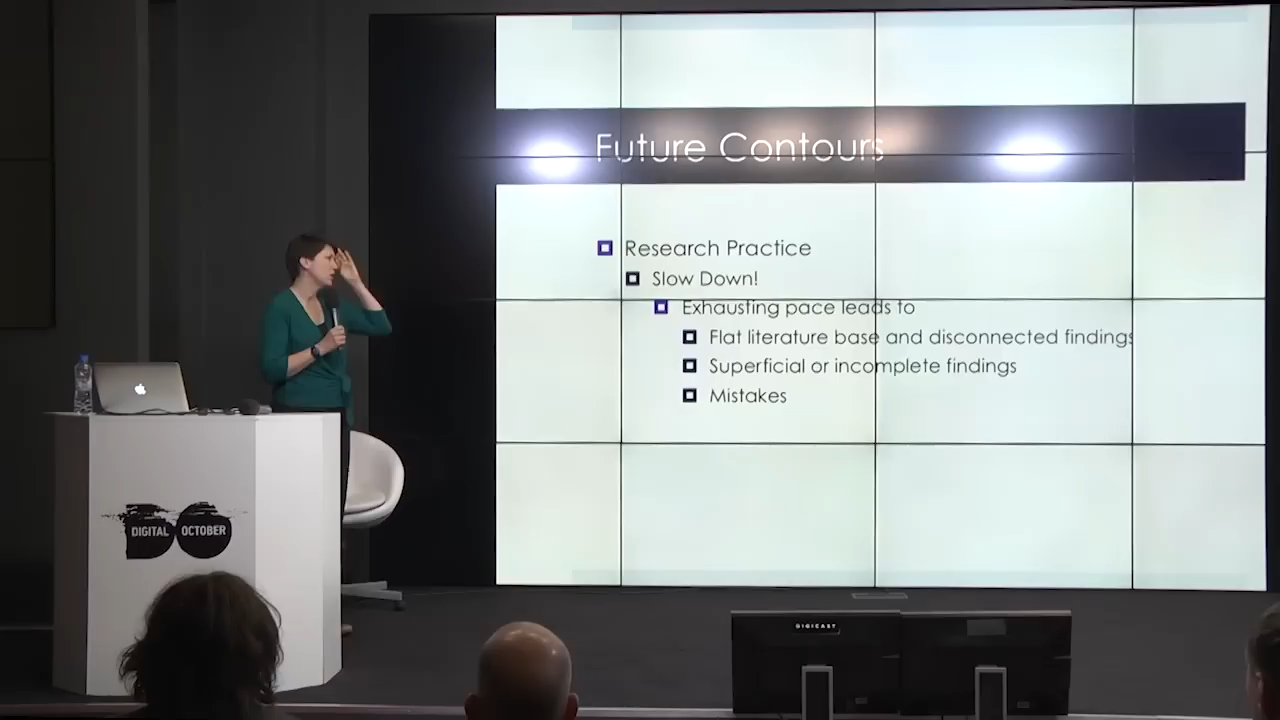 Future Contours
Research Practice
Slow Down!
Exhausting pace leads to
Flat literature base and disconnected findings
Superficial or incomplete findings
Mistakes
DIGITAL OCTOBER
DIGICAST